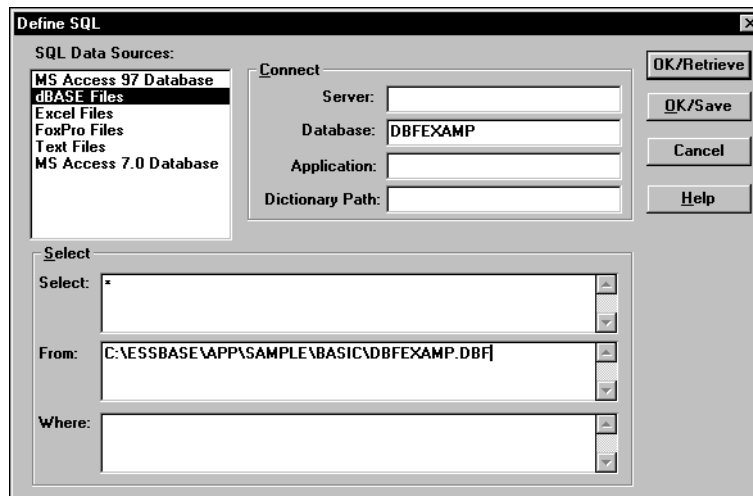 Define SQL
SQL Data Sources:
MS Access 97 Database
dBASE Files
Excel Files
FoxPro Files
Text Files
MS Access 7.0 Database
Connect
Server:
Database: DBFEXAMP
Application:
Dictionary Path:
OK/Retrieve
OK/Save
Cancel
Help
Select
Select: *
From: C:\ESSBASE\APP\SAMPLE\BASIC\DBFEXAMP.DBF
Where: